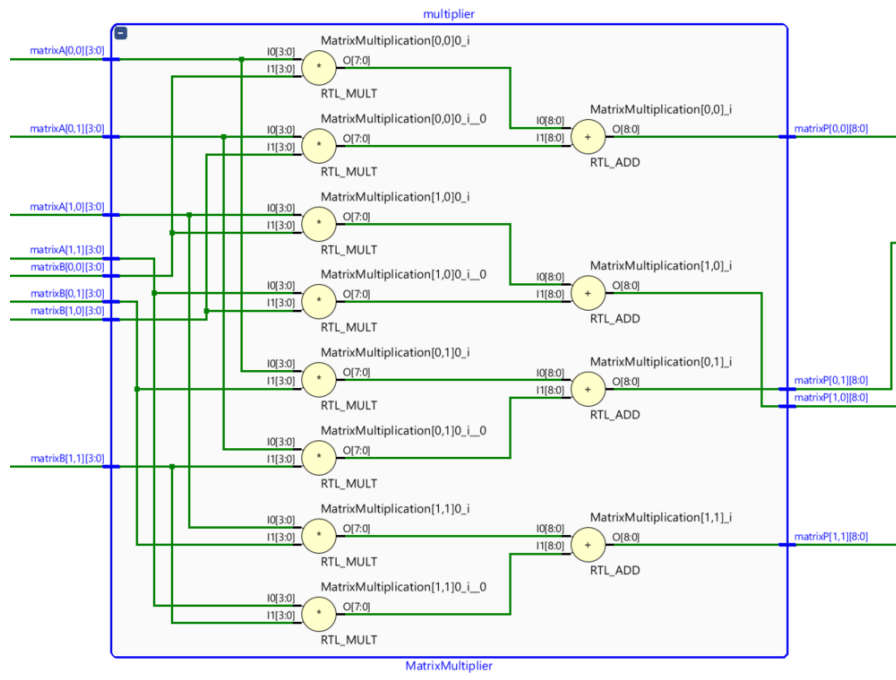 multiplier
matrixA[0,0][3:0]
MatrixMultiplication[0,0]0_i
I0[3:0]
I1[3:0]
*
O[7:0]
RTL_MULT
matrixA[0,1][3:0]
MatrixMultiplication[0,0]0_i__0
I0[3:0]
I1[3:0]
*
O[7:0]
RTL_MULT
MatrixMultiplication[0,0]_i
I0[8:0]
I1[8:0]
+
O[8:0]
RTL_ADD
matrixP[0,0][8:0]
matrixA[1,0][3:0]
MatrixMultiplication[1,0]0_i
I0[3:0]
I1[3:0]
*
O[7:0]
RTL_MULT
matrixA[1,1][3:0]
matrixB[0,0][3:0]
matrixB[0,1][3:0]
matrixB[1,0][3:0]
MatrixMultiplication[1,0]0_i__0
I0[3:0]
I1[3:0]
*
O[7:0]
RTL_MULT
MatrixMultiplication[1,0]_i
I0[8:0]
I1[8:0]
+
O[8:0]
RTL_ADD
MatrixMultiplication[0,1]0_i
I0[3:0]
I1[3:0]
*
O[7:0]
RTL_MULT
MatrixMultiplication[0,1]_i
I0[8:0]
I1[8:0]
+
O[8:0]
RTL_ADD
matrixP[0,1][8:0]
matrixP[1,0][8:0]
MatrixMultiplication[0,1]0_i__0
I0[3:0]
I1[3:0]
*
O[7:0]
RTL_MULT
matrixB[1,1][3:0]
MatrixMultiplication[1,1]0_i
I0[3:0]
I1[3:0]
*
O[7:0]
RTL_MULT
MatrixMultiplication[1,1]_i
I0[8:0]
I1[8:0]
+
O[8:0]
RTL_ADD
matrixP[1,1][8:0]
MatrixMultiplication[1,1]0_i__0
I0[3:0]
I1[3:0]
*
O[7:0]
RTL_MULT
MatrixMultiplier